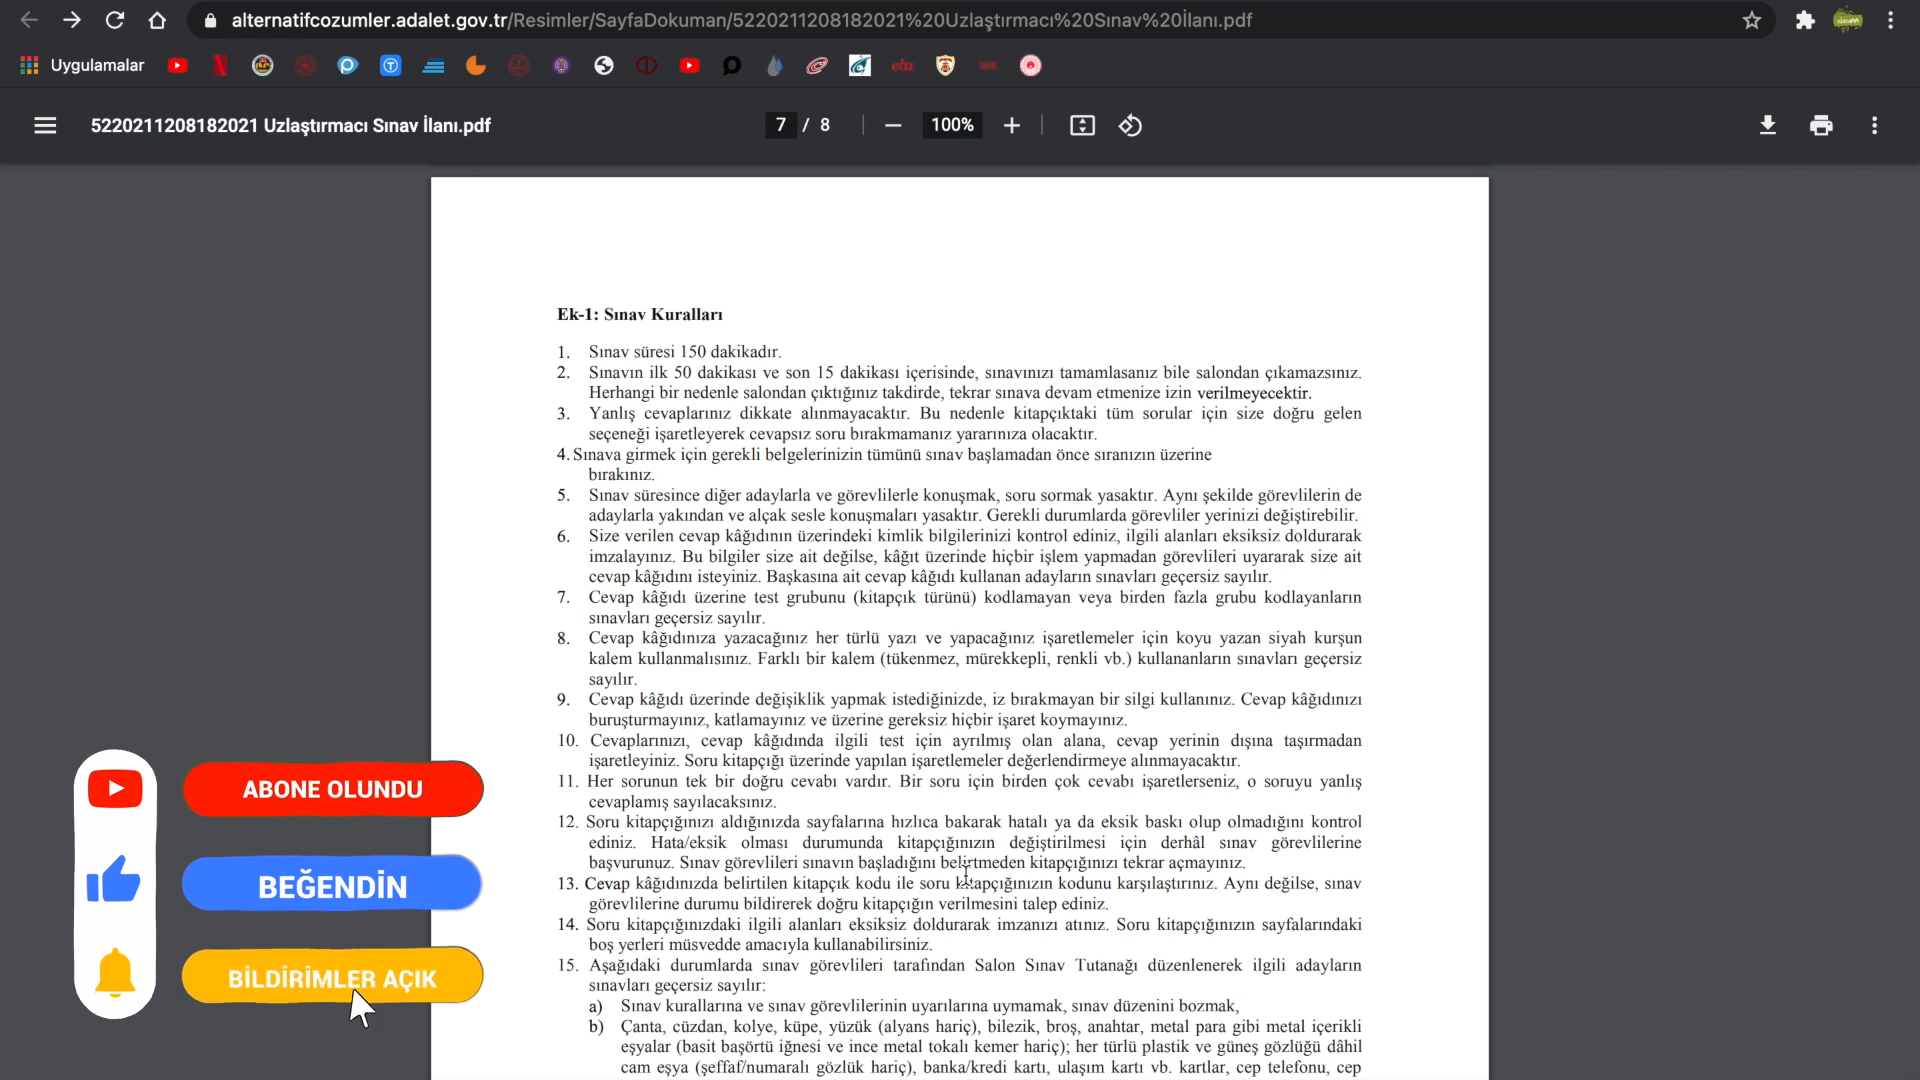 alternatifcozumler.adalet.gov.tr/Resimler/SayfaDokuman/5220211208182021%20Uzlaştırmacı%20Sınav%20İlanı.pdf
Uygulamalar
5220211208182021 Uzlaştırmacı Sınav İlanı.pdf
7 / 8
100%
Ek-1: Sınav Kuralları
1. Sınav süresi 150 dakikadır.
2. Sınavın ilk 50 dakikası ve son 15 dakikası içerisinde, sınavınızı tamamlasanız bile salondan çıkamazsınız.
Herhangi bir nedenle salondan çıktığınız takdirde, tekrar sınava devam etmenize izin verilmeyecektir.
3. Yanlış cevaplarınız dikkate alınmayacaktır. Bu nedenle kitapçıktaki tüm sorular için size doğru gelen
seçeneği işaretleyerek cevapsız soru bırakmamanız yararınıza olacaktır.
4. Sınava girmek için gerekli belgelerinizin tümünü sınav başlamadan önce sıranızın üzerine
bırakınız.
5. Sınav süresince diğer adaylarla ve görevlilerle konuşmak, soru sormak yasaktır. Aynı şekilde görevlilerin de
adaylarla yakından ve alçak sesle konuşmaları yasaktır. Gerekli durumlarda görevliler yerinizi değiştirebilir.
6. Size verilen cevap kâğıdının üzerindeki kimlik bilgilerinizi kontrol ediniz, ilgili alanları eksiksiz doldurarak
imzalayınız. Bu bilgiler size ait değilse, kâğıt üzerinde hiçbir işlem yapmadan görevlileri uyararak size ait
cevap kâğıdını isteyiniz. Başkasına ait cevap kâğıdı kullanan adayların sınavları geçersiz sayılır.
7. Cevap kâğıdı üzerine test grubunu (kitapçık türünü) kodlamayan veya birden fazla grubu kodlayanların
sınavları geçersiz sayılır.
8. Cevap kâğıdınıza yazacağınız her türlü yazı ve yapacağınız işaretlemeler için koyu yazan siyah kurşun
kalem kullanmalısınız. Farklı bir kalem (tükenmez, mürekkepli, renkli vb.) kullananların sınavları geçersiz
sayılır.
9. Cevap kâğıdı üzerinde değişiklik yapmak istediğinizde, iz bırakmayan bir silgi kullanınız. Cevap kâğıdınızı
buruşturmayınız, katlamayınız ve üzerine gereksiz hiçbir işaret koymayınız.
10. Cevaplarınızı, cevap kâğıdında ilgili test için ayrılmış olan alana, cevap yerinin dışına taşırmadan
işaretleyiniz. Soru kitapçığı üzerinde yapılan işaretlemeler değerlendirmeye alınmayacaktır.
11. Her sorunun tek bir doğru cevabı vardır. Bir soru için birden çok cevabı işaretlerseniz, o soruyu yanlış
cevaplamış sayılacaksınız.
12. Soru kitapçığınızı aldığınızda sayfalarına hızlıca bakarak hatalı ya da eksik baskı olup olmadığını kontrol
ediniz. Hata/eksik olması durumunda kitapçığınızın değiştirilmesi için derhâl sınav görevlilerine
başvurunuz. Sınav görevlileri sınavın başladığını belirtmeden kitapçığınızı tekrar açmayınız.
13. Cevap kâğıdınızda belirtilen kitapçık kodu ile soru kitapçığınızın kodunu karşılaştırınız. Aynı değilse, sınav
görevlilerine durumu bildirerek doğru kitapçığın verilmesini talep ediniz.
14. Soru kitapçığınızdaki ilgili alanları eksiksiz doldurarak imzanızı atınız. Soru kitapçığınızın sayfalarındaki
boş yerleri müsvedde amacıyla kullanabilirsiniz.
15. Aşağıdaki durumlarda sınav görevlileri tarafından Salon Sınav Tutanağı düzenlenerek ilgili adayların
sınavları geçersiz sayılır:
a) Sınav kurallarına ve sınav görevlilerinin uyarılarına uymamak, sınav düzenini bozmak,
b) Çanta, cüzdan, kolye, küpe, yüzük (alyans hariç), bilezik, broş, anahtar, metal para gibi metal içerikli
eşyalar (basit başörtü iğnesi ve ince metal tokalı kemer hariç); her türlü plastik ve güneş gözlüğü dâhil
cam eşya (şeffaf/numaralı gözlük hariç), banka/kredi kartı, ulaşım kartı vb. kartlar, cep telefonu, cep
ABONE OLUNDU
BEĞENDİN
BİLDİRİMLER AÇIK